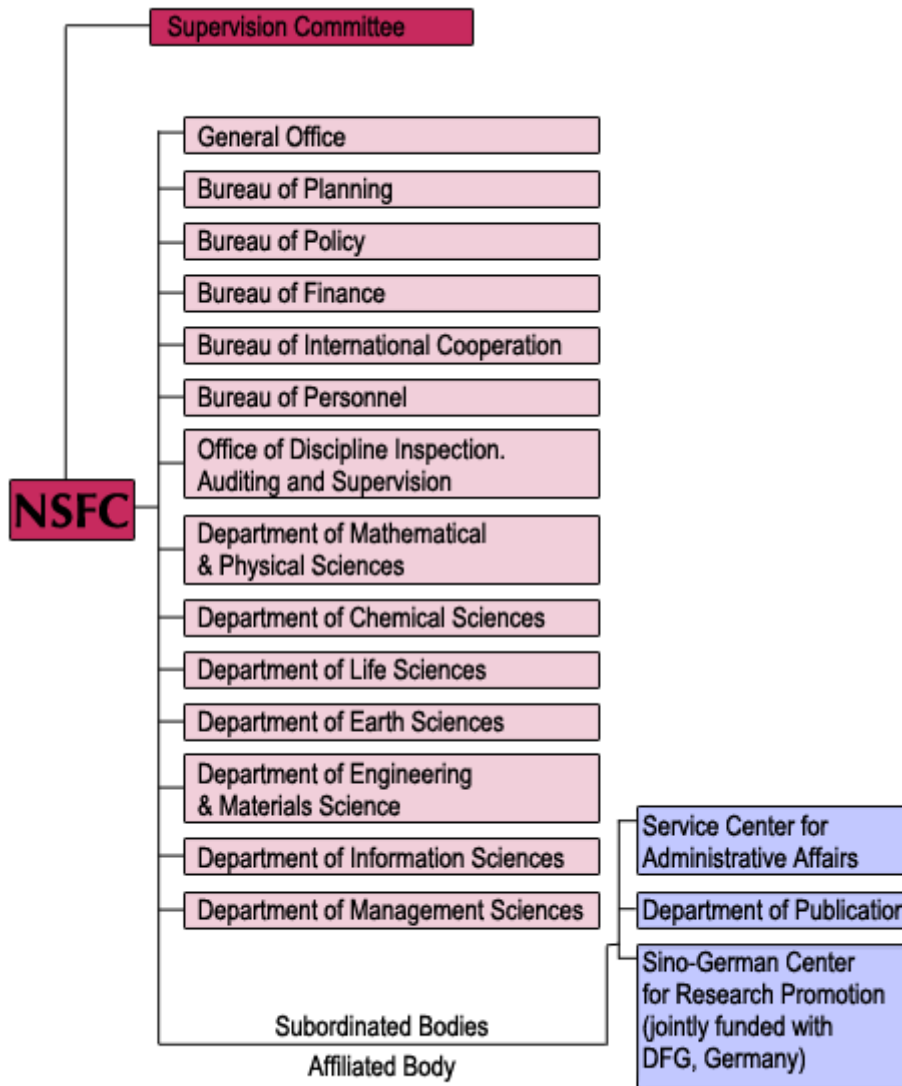 Supervision Committee
General Office
Bureau of Planning
Bureau of Policy
Bureau of Finance
Bureau of International Cooperation
Bureau of Personnel
Office of Discipline Inspection.
Auditing and Supervision
NSFC
Department of Mathematical
& Physical Sciences
Department of Chemical Sciences
Department of Life Sciences
Department of Earth Sciences
Department of Engineering
& Materials Science
Department of Information Sciences
Department of Management Sciences
Service Center for
Administrative Affairs
Department of Publication
Sino-German Center
for Research Promotion
(jointly funded with
DFG, Germany)
Subordinated Bodies
Affiliated Body